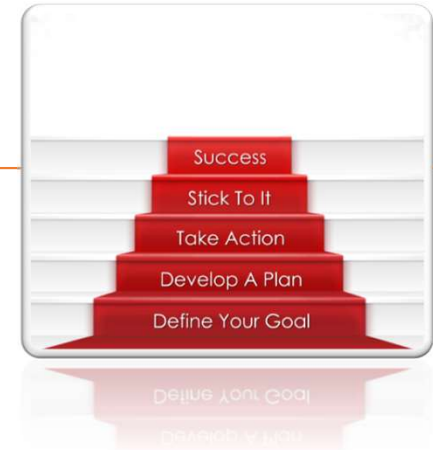 Success
Stick To It
Take Action
Develop A Plan
Define Your Goal